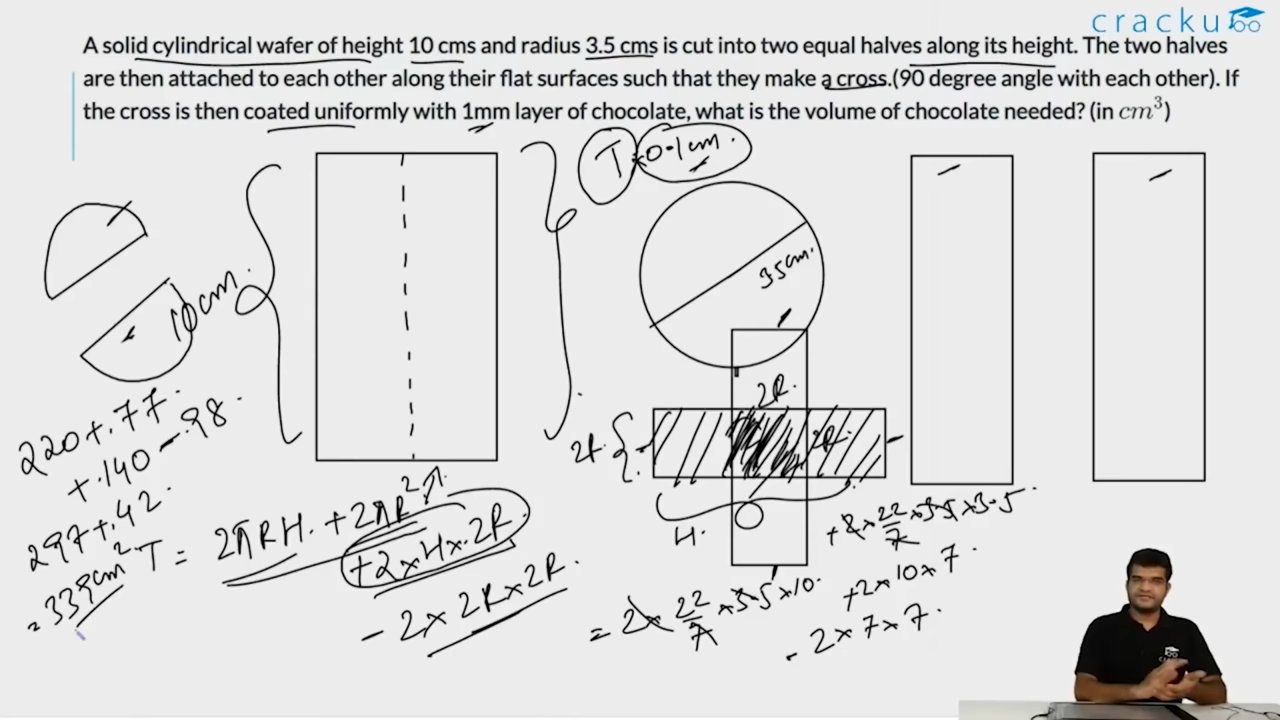 cracku
A solid cylindrical wafer of height 10 cms and radius 3.5 cms is cut into two equal halves along its height. The two halves
are then attached to each other along their flat surfaces such that they make a cross.(90 degree angle with each other). If
the cross is then coated uniformly with 1mm layer of chocolate, what is the volume of chocolate needed? (in cm³)
T × 0.1cm.
3.5cm.
10cm.
2R.
2R.
2R
H.
220 + 77.
+ 140 - 98.
297 + 42.
= 339cm².
T = 2πRH. + 2πR²
+ 2 × H × 2R.
- 2 × 2R × 2R.
= 2 × 22/7 × 3.5 × 10.
+ 2 × 22/7 × 3.5 × 3.5
+ 2 × 10 × 7
- 2 × 7 × 7.